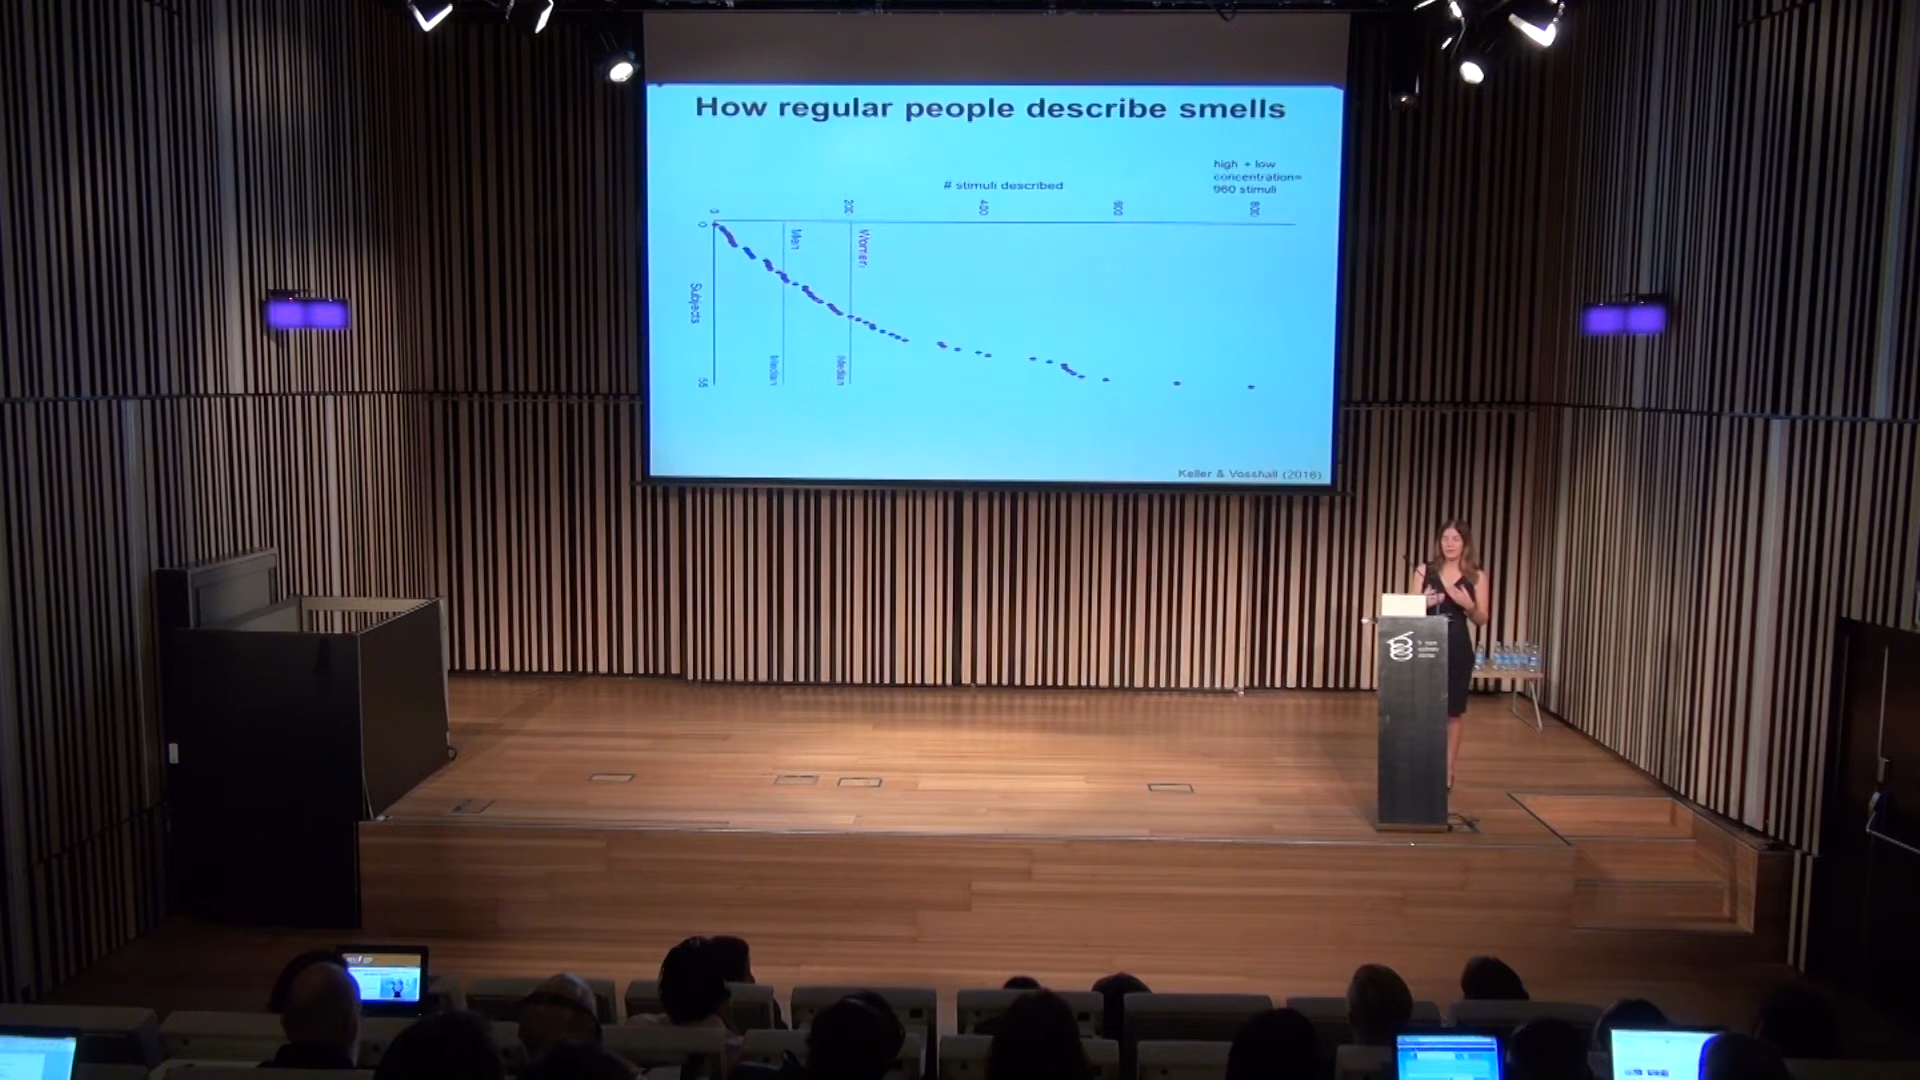 How regular people describe smells
high + low
concentration=
960 stimuli
# stimuli described
0
200
400
600
800
0
Men
Women
Subjects
Median
Median
55
Keller & Vosshall (2016)